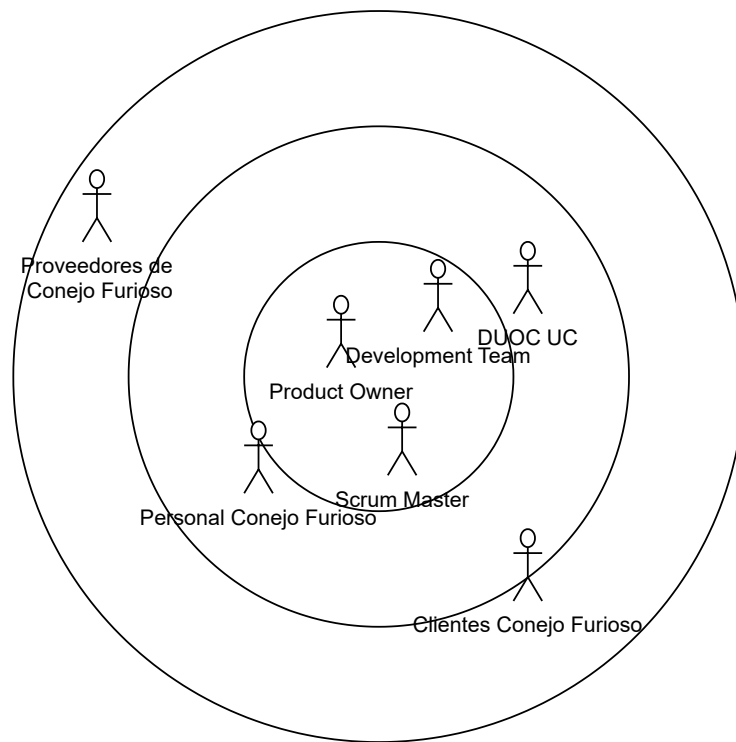 Proveedores de
Conejo Furioso
DUOC UC
Development Team
Product Owner
Scrum Master
Personal Conejo Furioso
Clientes Conejo Furioso